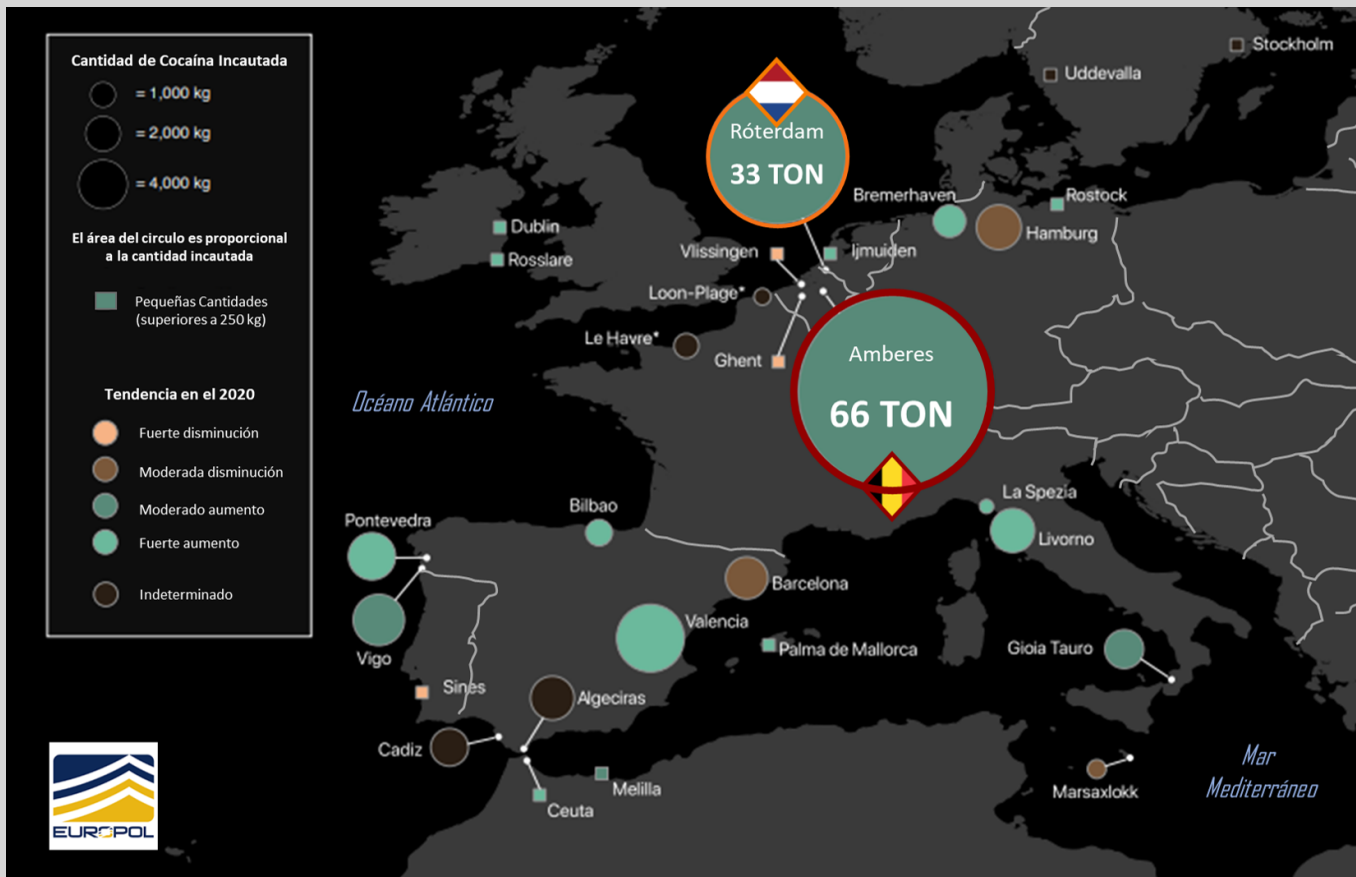 Cantidad de Cocaína Incautada
= 1,000 kg
= 2,000 kg
= 4,000 kg
El área del circulo es proporcional
a la cantidad incautada
Pequeñas Cantidades
(superiores a 250 kg)
Tendencia en el 2020
Fuerte disminución
Moderada disminución
Moderado aumento
Fuerte aumento
Indeterminado
Stockholm
Uddevalla
Róterdam
33 TON
Bremerhaven
Rostock
Hamburg
Dublin
Rosslare
Vlissingen
Ijmuiden
Loon-Plage*
Le Havre*
Ghent
Amberes
66 TON
Océano Atlántico
Bilbao
La Spezia
Livorno
Pontevedra
Barcelona
Valencia
Vigo
Palma de Mallorca
Gioia Tauro
Sines
Algeciras
Cadiz
Melilla
Ceuta
Marsaxlokk
Mar
Mediterráneo
EUROPOL